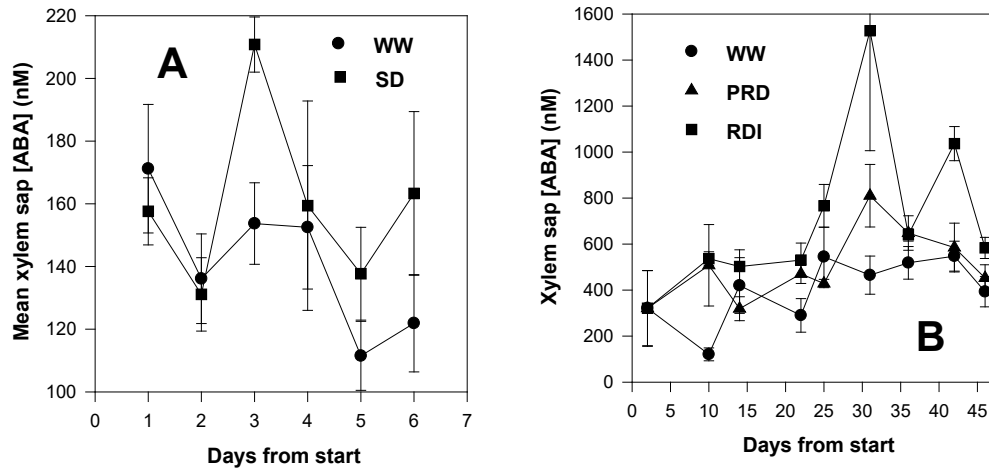 A
WW
SD
220
200
180
160
140
120
100
Mean xylem sap [ABA] (nM)
0 1 2 3 4 5 6 7
Days from start
WW
PRD
RDI
B
1600
1400
1200
1000
800
600
400
200
0
Xylem sap [ABA] (nM)
0 5 10 15 20 25 30 35 40 45
Days from start